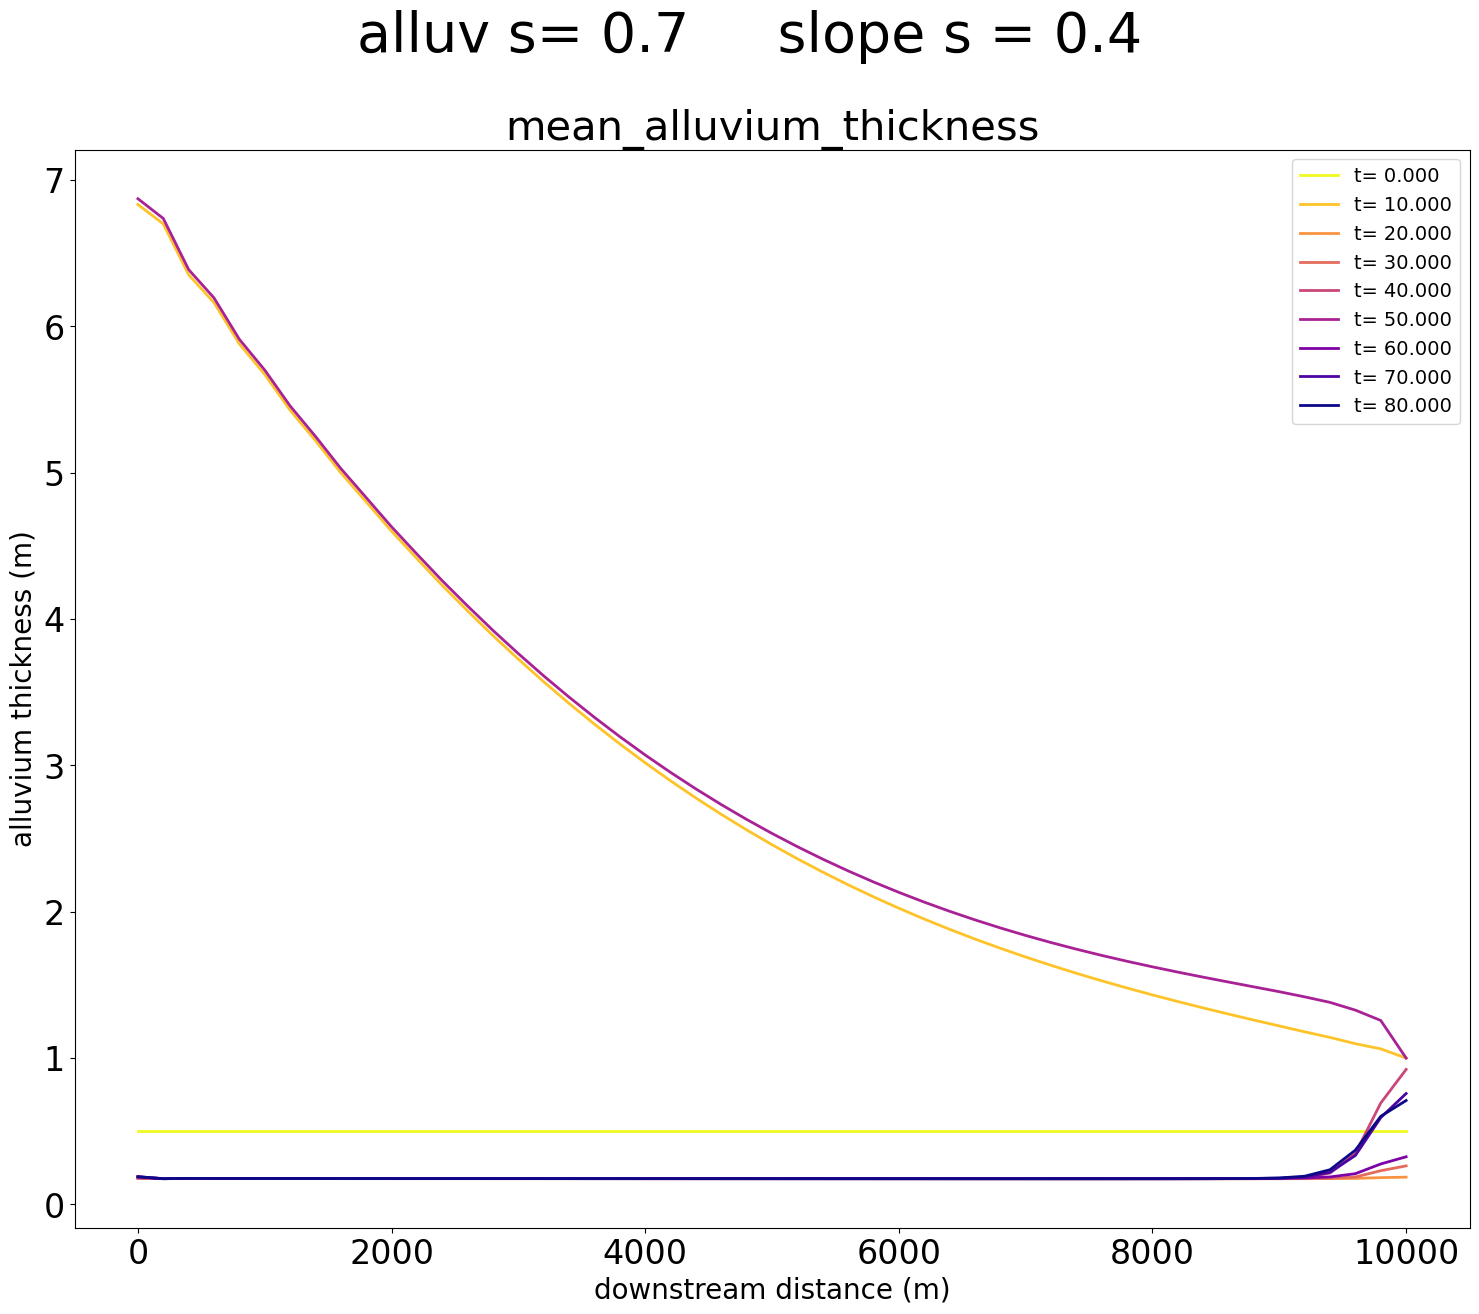 alluv s= 0.7     slope s = 0.4
mean_alluvium_thickness
7
6
5
4
3
2
1
0
alluvium thickness (m)
t= 0.000
t= 10.000
t= 20.000
t= 30.000
t= 40.000
t= 50.000
t= 60.000
t= 70.000
t= 80.000
0 2000 4000 6000 8000 10000
downstream distance (m)